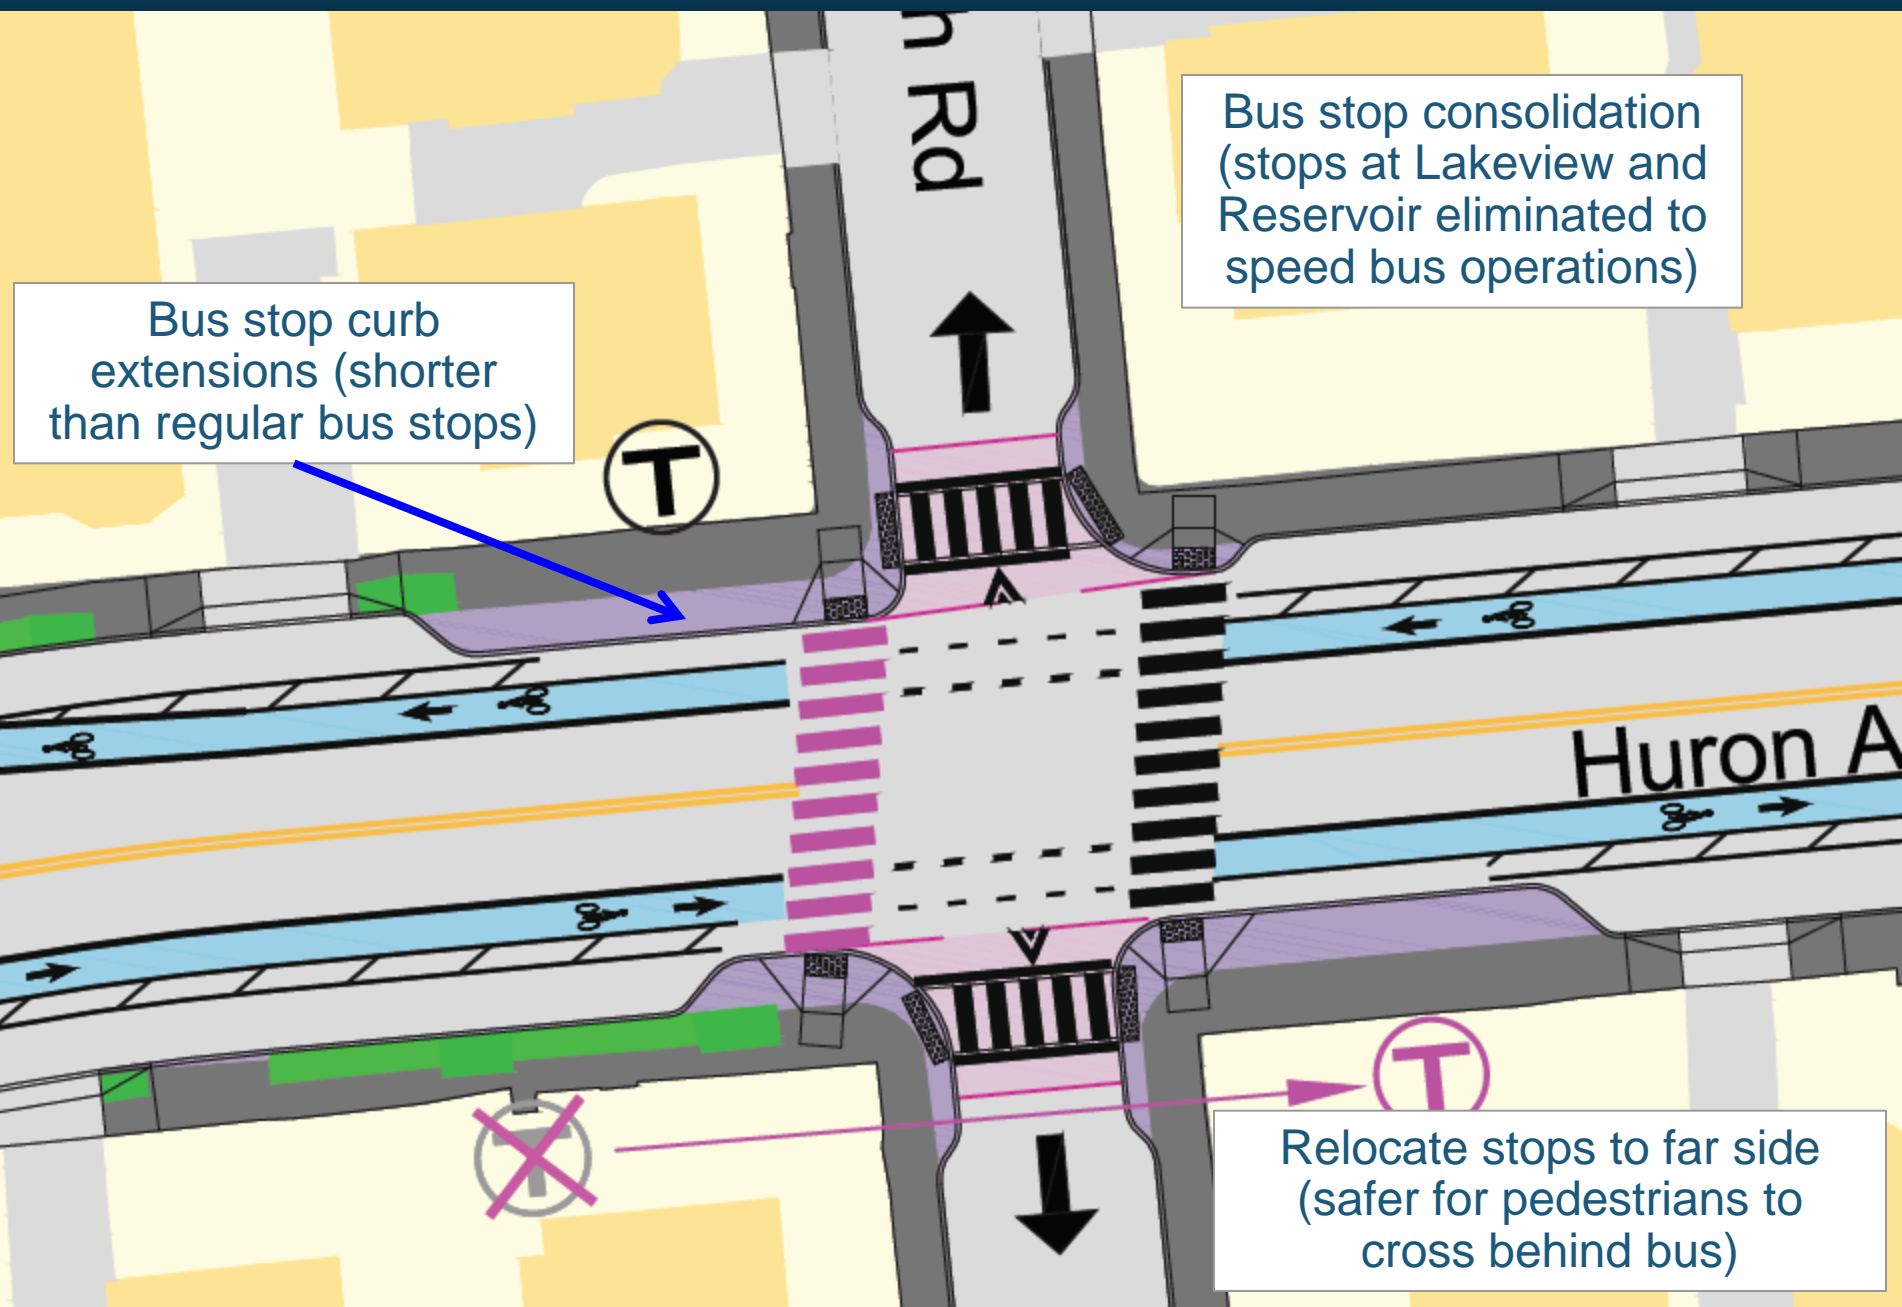 h Rd
Bus stop consolidation
(stops at Lakeview and
Reservoir eliminated to
speed bus operations)
Bus stop curb
extensions (shorter
than regular bus stops)
T
Huron A
T
T
Relocate stops to far side
(safer for pedestrians to
cross behind bus)